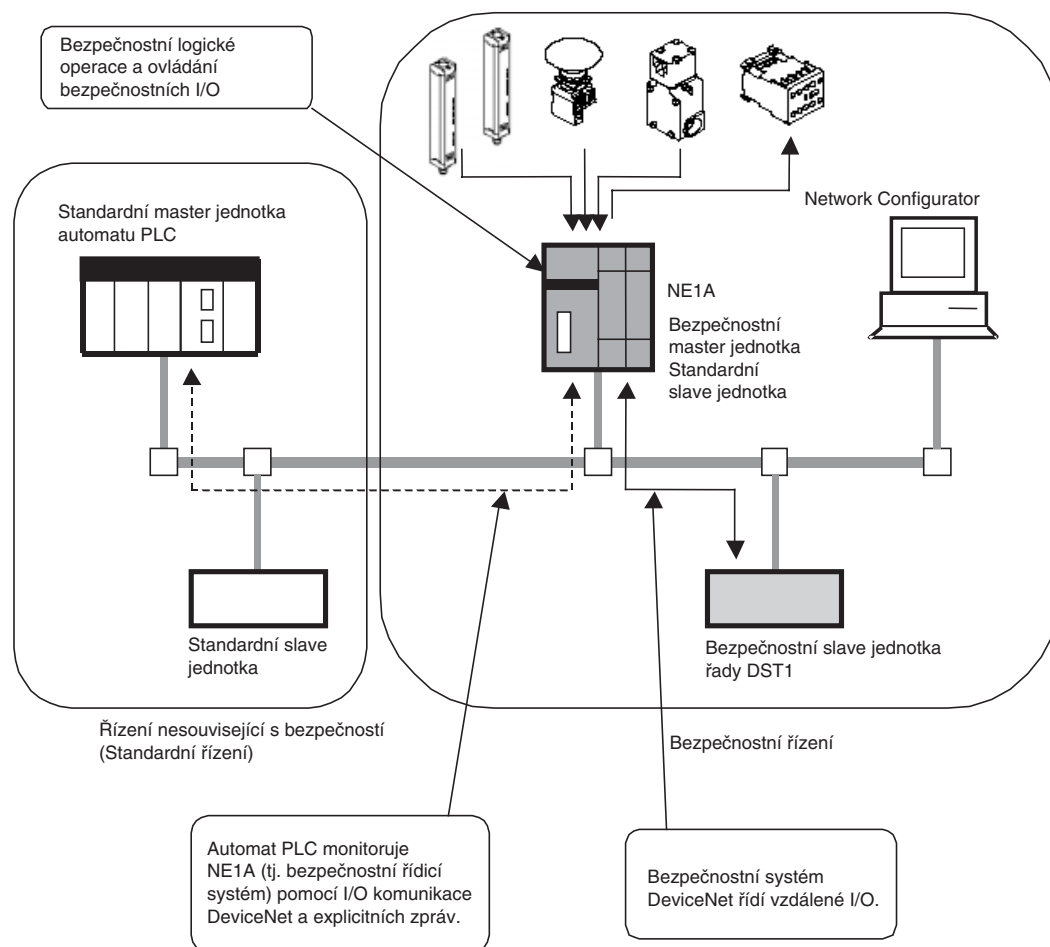 Bezpečnostní logické
operace a ovládání
bezpečnostních I/O
Standardní master jednotka
automatu PLC
Network Configurator
NE1A
Bezpečnostní
master jednotka
Standardní
slave jednotka
Standardní slave
jednotka
Bezpečnostní slave jednotka
řady DST1
Řízení nesouvisející s bezpečností
(Standardní řízení)
Bezpečnostní řízení
Automat PLC monitoruje
NE1A (tj. bezpečnostní řídicí
systém) pomocí I/O komunikace
DeviceNet a explicitních zpráv.
Bezpečnostní systém
DeviceNet řídí vzdálené I/O.